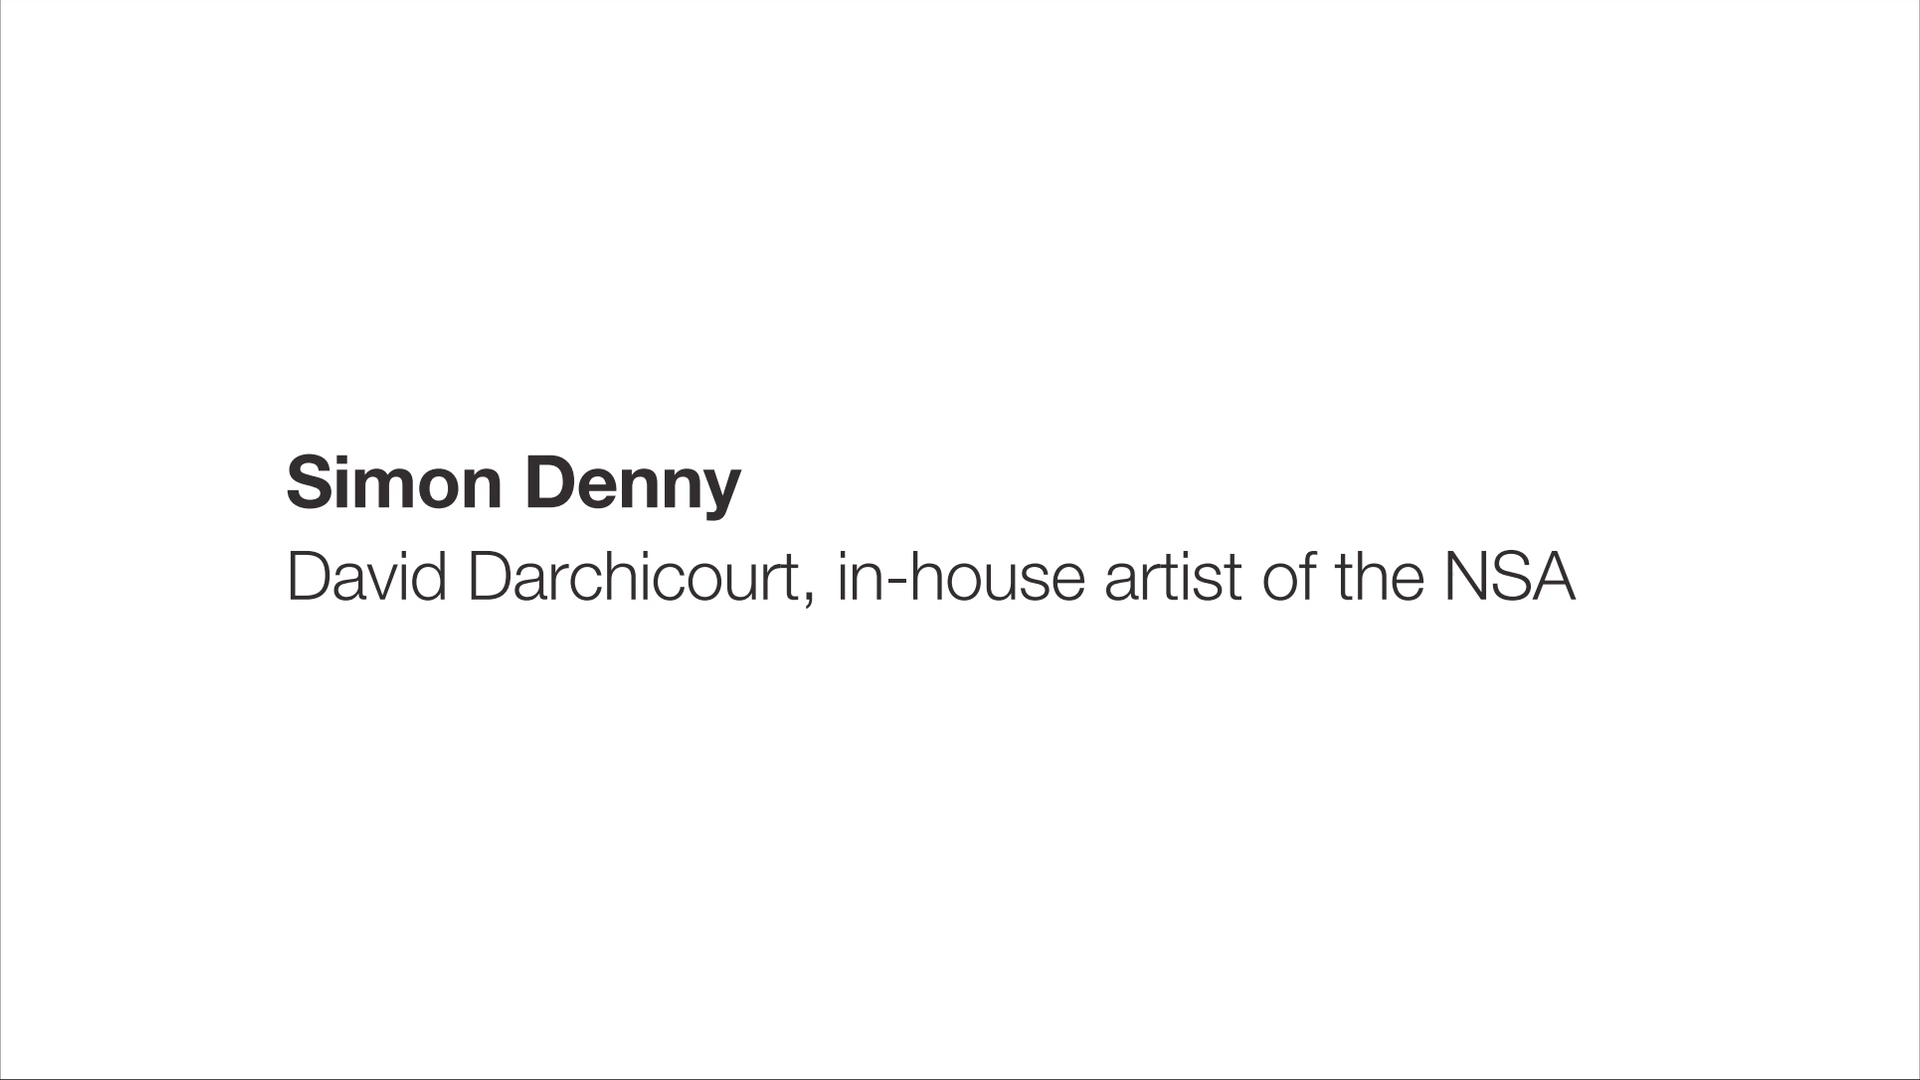 Simon Denny
David Darchicourt, in-house artist of the NSA